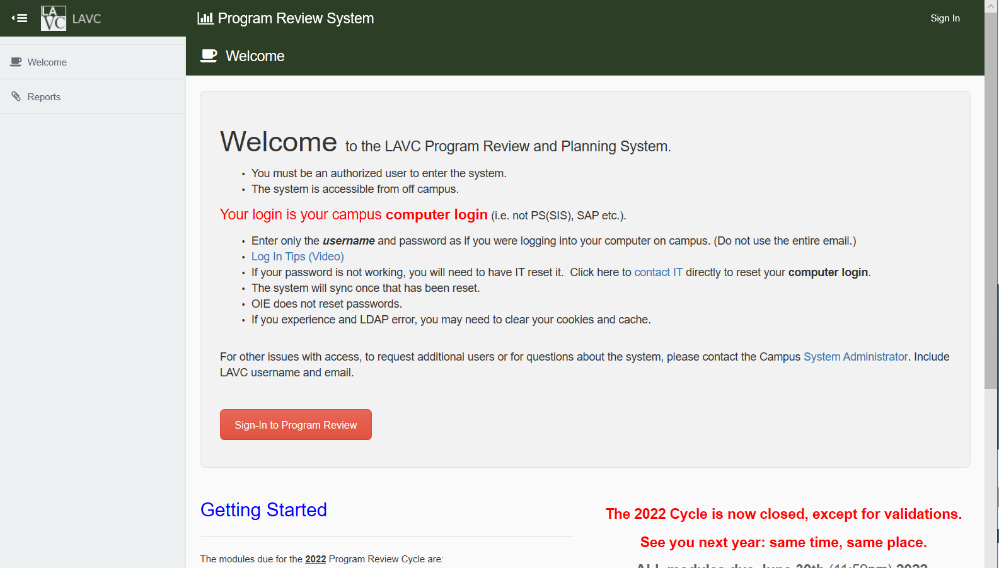 LAVC
LAVC
Program Review System
Sign In
Welcome
Welcome
Reports
Welcome to the LAVC Program Review and Planning System.
• You must be an authorized user to enter the system.
• The system is accessible from off campus.
Your login is your campus computer login (i.e. not PS(SIS), SAP etc.).
• Enter only the username and password as if you were logging into your computer on campus. (Do not use the entire email.)
• Log In Tips (Video)
• If your password is not working, you will need to have IT reset it.  Click here to contact IT directly to reset your computer login.
• The system will sync once that has been reset.
• OIE does not reset passwords.
• If you experience and LDAP error, you may need to clear your cookies and cache.
For other issues with access, to request additional users or for questions about the system, please contact the Campus System Administrator. Include
LAVC username and email.
Sign-In to Program Review
Getting Started
The modules due for the 2022 Program Review Cycle are:
The 2022 Cycle is now closed, except for validations.
See you next year: same time, same place.
ALL modules due June 30th (11:59pm) 2022